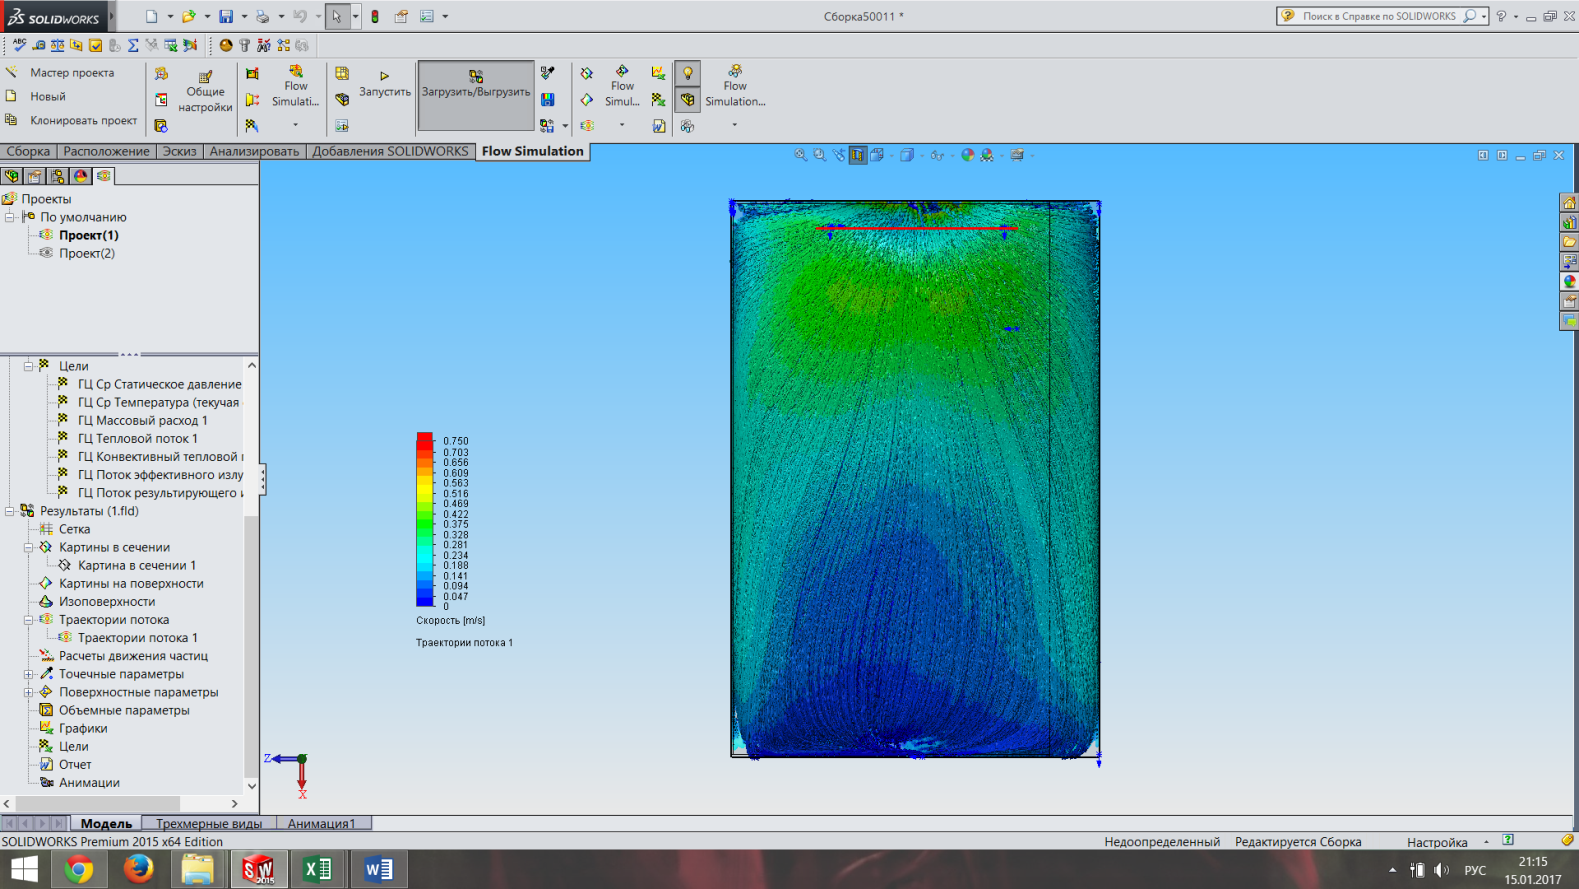 SOLIDWORKS
Сборка50011 *
Поиск в Справке по SOLIDWORKS
Мастер проекта
Новый
Клонировать проект
Общие
настройки
Flow
Simulati...
Запустить
Загрузить/Выгрузить
Flow
Simul...
Flow
Simulation...
Сборка
Расположение
Эскиз
Анализировать
Добавления SOLIDWORKS
Flow Simulation
Проекты
По умолчанию
Проект(1)
Проект(2)
Цели
ГЦ Ср Статическое давление
ГЦ Ср Температура (текучая
ГЦ Массовый расход 1
ГЦ Тепловой поток 1
ГЦ Конвективный тепловой
ГЦ Поток эффективного излу
ГЦ Поток результирующего
Результаты (1.fld)
Сетка
Картины в сечении
Картина в сечении 1
Картины на поверхности
Изоповерхности
Траектории потока
Траектории потока 1
Расчеты движения частиц
Точечные параметры
Поверхностные параметры
Объемные параметры
Графики
Цели
Отчет
Анимации
0.750
0.703
0.656
0.609
0.563
0.516
0.469
0.422
0.375
0.328
0.281
0.234
0.188
0.141
0.094
0.047
0
Скорость [m/s]
Траектории потока 1
Z
X
Модель
Трехмерные виды
Анимация1
SOLIDWORKS Premium 2015 x64 Edition
Недоопределенный
Редактируется Сборка
Настройка
РУС
21:15
15.01.2017